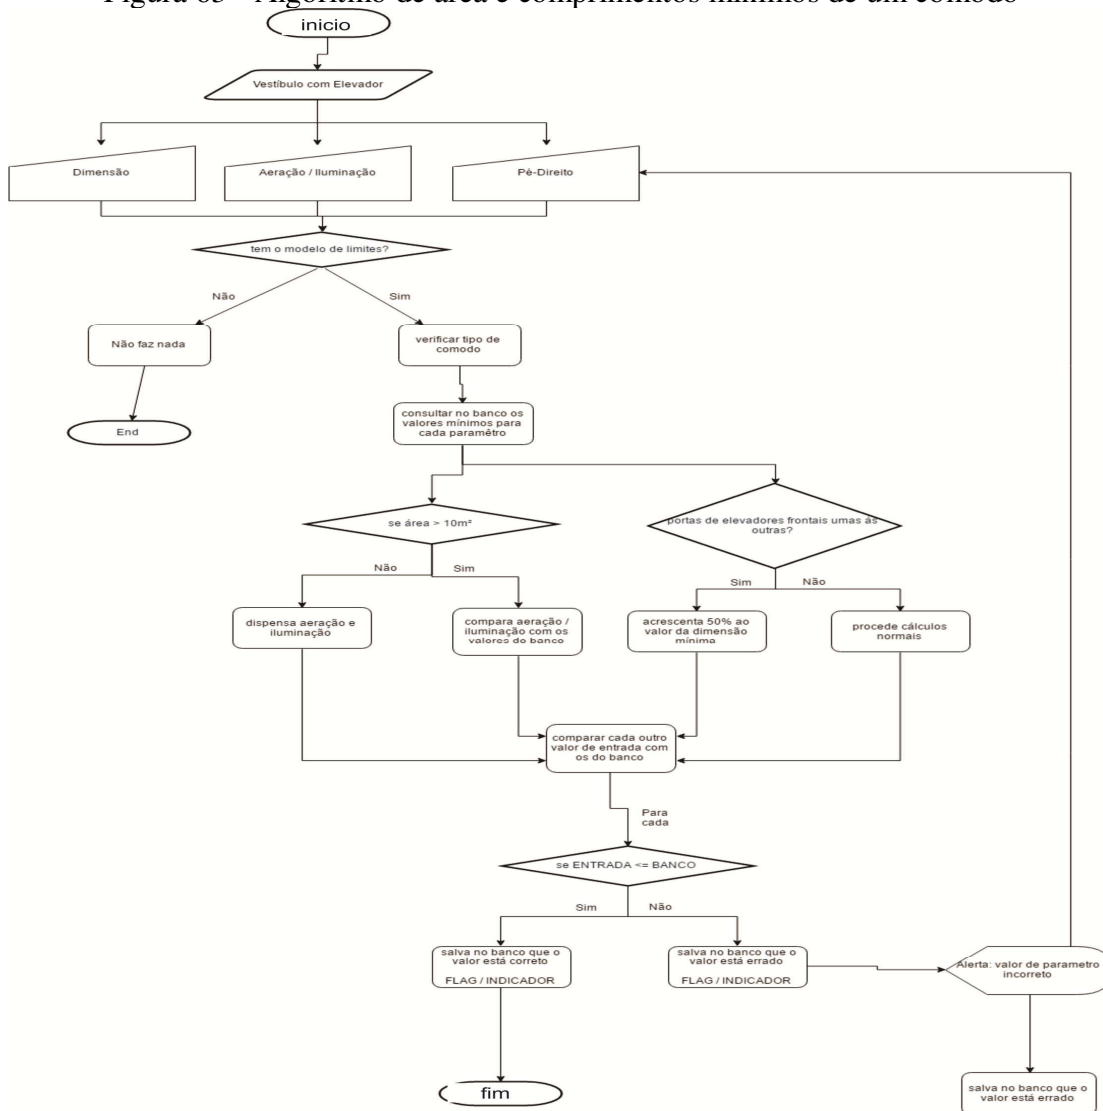 Figura 63 - Algoritmo de área e comprimentos mínimos de um cômodo
inicio
Vestíbulo com Elevador
Dimensão
Aeração / Iluminação
Pé-Direito
tem o modelo de limites?
Não
Sim
Não faz nada
verificar tipo de
comodo
End
consultar no banco os
valores mínimos para
cada paramêtro
se área > 10m²
portas de elevadores frontais umas às
outras?
Não
Sim
Sim
Não
dispensa aeração e
iluminação
compara aeração /
iluminação com os
valores do banco
acrescenta 50% ao
valor da dimensão
mínima
procede cálculos
normais
comparar cada outro
valor de entrada com
os do banco
Para
cada
se ENTRADA <= BANCO
Sim
Não
salva no banco que o
valor está correto
FLAG / INDICADOR
salva no banco que o
valor está errado
FLAG / INDICADOR
Alerta: valor de parametro
incorreto
fim
salva no banco que o
valor está errado